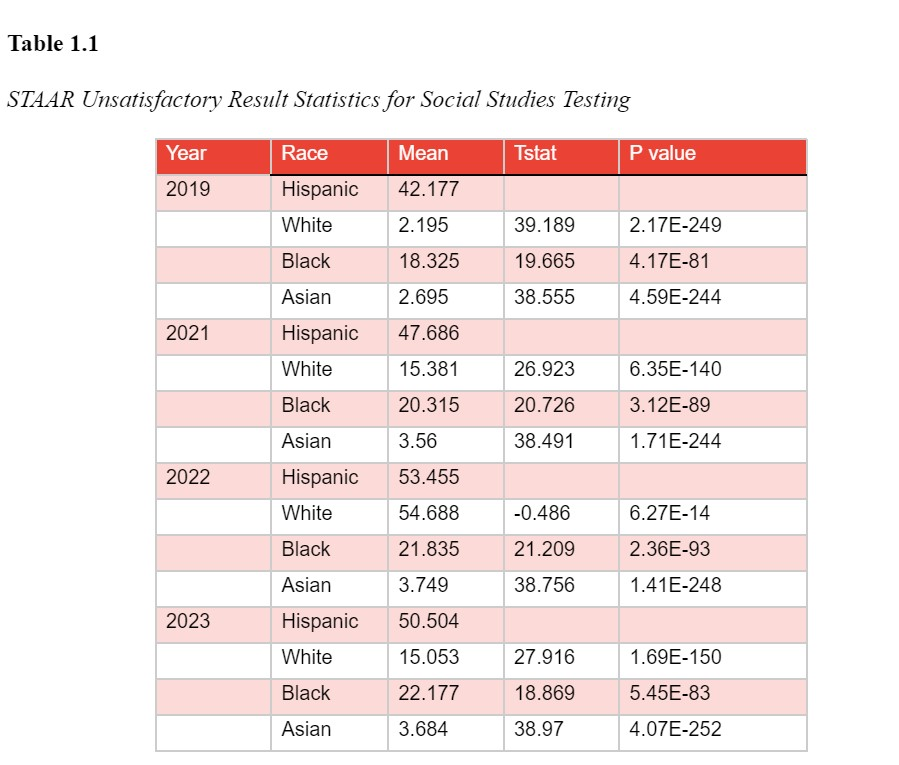 Table 1.1
STAAR Unsatisfactory Result Statistics for Social Studies Testing
Year Race Mean Tstat P value
2019 Hispanic 42.177
White 2.195 39.189 2.17E-249
Black 18.325 19.665 4.17E-81
Asian 2.695 38.555 4.59E-244
2021 Hispanic 47.686
White 15.381 26.923 6.35E-140
Black 20.315 20.726 3.12E-89
Asian 3.56 38.491 1.71E-244
2022 Hispanic 53.455
White 54.688 -0.486 6.27E-14
Black 21.835 21.209 2.36E-93
Asian 3.749 38.756 1.41E-248
2023 Hispanic 50.504
White 15.053 27.916 1.69E-150
Black 22.177 18.869 5.45E-83
Asian 3.684 38.97 4.07E-252